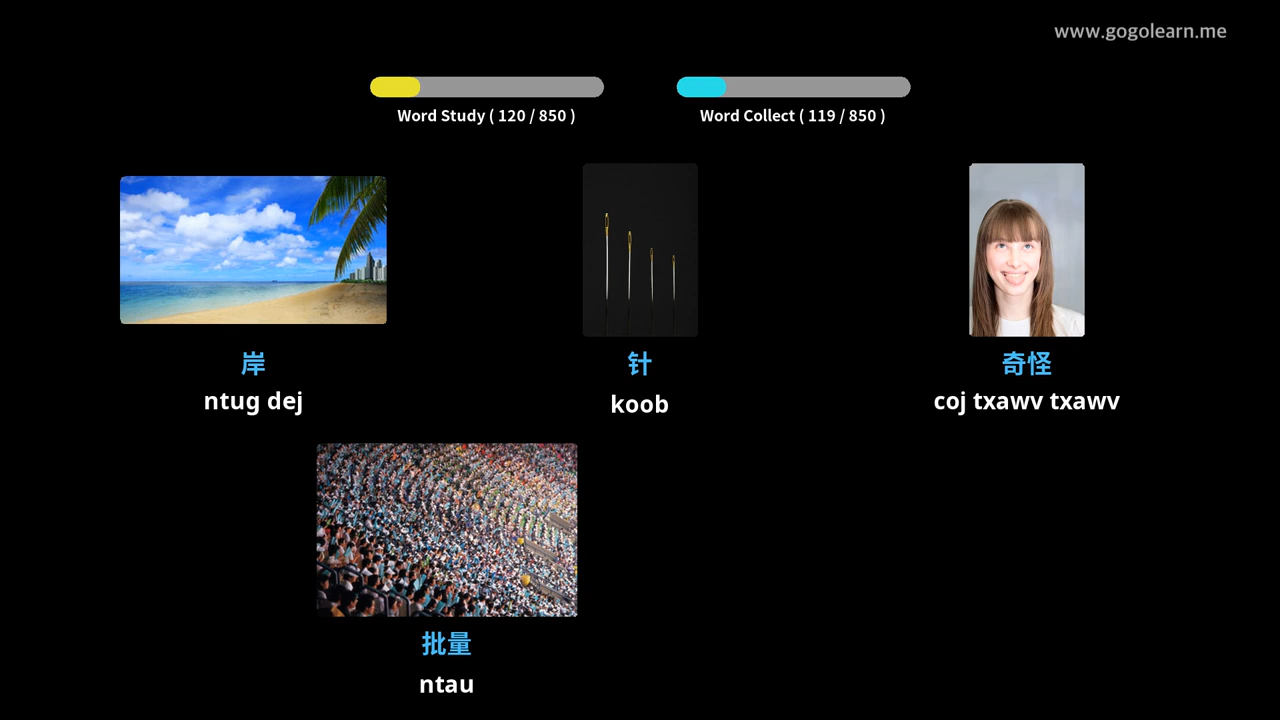 www.gogolearn.me
Word Study ( 120 / 850 )
Word Collect ( 119 / 850 )
岸
ntug dej
针
koob
奇怪
coj txawv txawv
批量
ntau